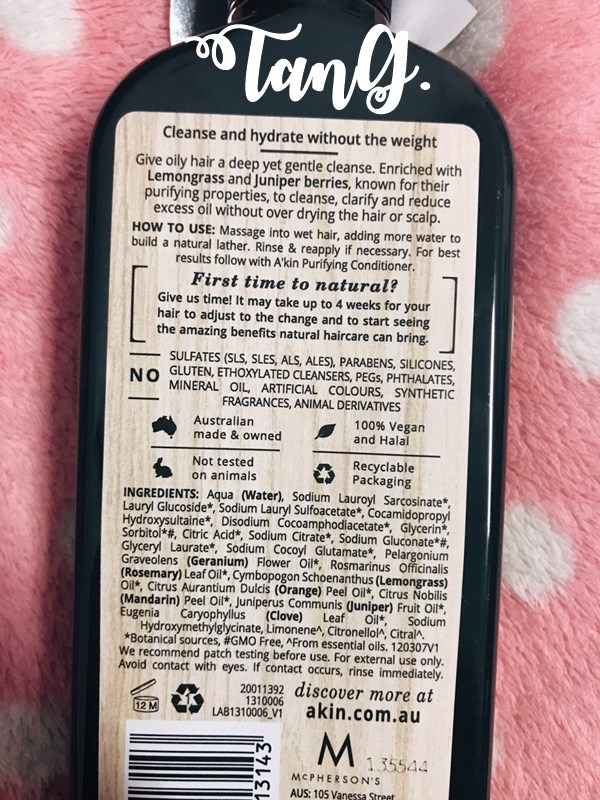 TanG.
Cleanse and hydrate without the weight
Give oily hair a deep yet gentle cleanse. Enriched with
Lemongrass and Juniper berries, known for their
purifying properties, to cleanse, clarify and reduce
excess oil without over drying the hair or scalp.
HOW TO USE: Massage into wet hair, adding more water to
build a natural lather. Rinse & reapply if necessary. For best
results follow with A'kin Purifying Conditioner.
First time to natural?
Give us time! It may take up to 4 weeks for your
hair to adjust to the change and to start seeing
the amazing benefits natural haircare can bring.
NO
SULFATES (SLS, SLES, ALS, ALES), PARABENS, SILICONES,
GLUTEN, ETHOXYLATED CLEANSERS, PEGs, PHTHALATES,
MINERAL OIL, ARTIFICIAL COLOURS, SYNTHETIC
FRAGRANCES, ANIMAL DERIVATIVES
Australian
made & owned
100% Vegan
and Halal
Not tested
on animals
Recyclable
Packaging
INGREDIENTS: Aqua (Water), Sodium Lauroyl Sarcosinate*,
Lauryl Glucoside*, Sodium Lauryl Sulfoacetate*, Cocamidopropyl
Hydroxysultaine*, Disodium Cocoamphodiacetate*, Glycerin*,
Sorbitol*#, Citric Acid*, Sodium Citrate*, Sodium Gluconate*#,
Glyceryl Laurate*, Sodium Cocoyl Glutamate*, Pelargonium
Graveolens (Geranium) Flower Oil*, Rosmarinus Officinalis
(Rosemary) Leaf Oil*, Cymbopogon Schoenanthus (Lemongrass)
Oil*, Citrus Aurantium Dulcis (Orange) Peel Oil*, Citrus Nobilis
(Mandarin) Peel Oil*, Juniperus Communis (Juniper) Fruit Oil*,
Eugenia Caryophyllus (Clove) Leaf Oil*, Sodium
Hydroxymethylglycinate, Limonene^, Citronellol^, Citral^.
*Botanical sources, #GMO Free, ^From essential oils. 120307V1
We recommend patch testing before use. For external use only.
Avoid contact with eyes. If contact occurs, rinse immediately.
12 M
1
20011392
1310006
LAB1310006_V1
discover more at
akin.com.au
13143
M
135544
MCPHERSON'S
AUS: 105 Vanessa Street